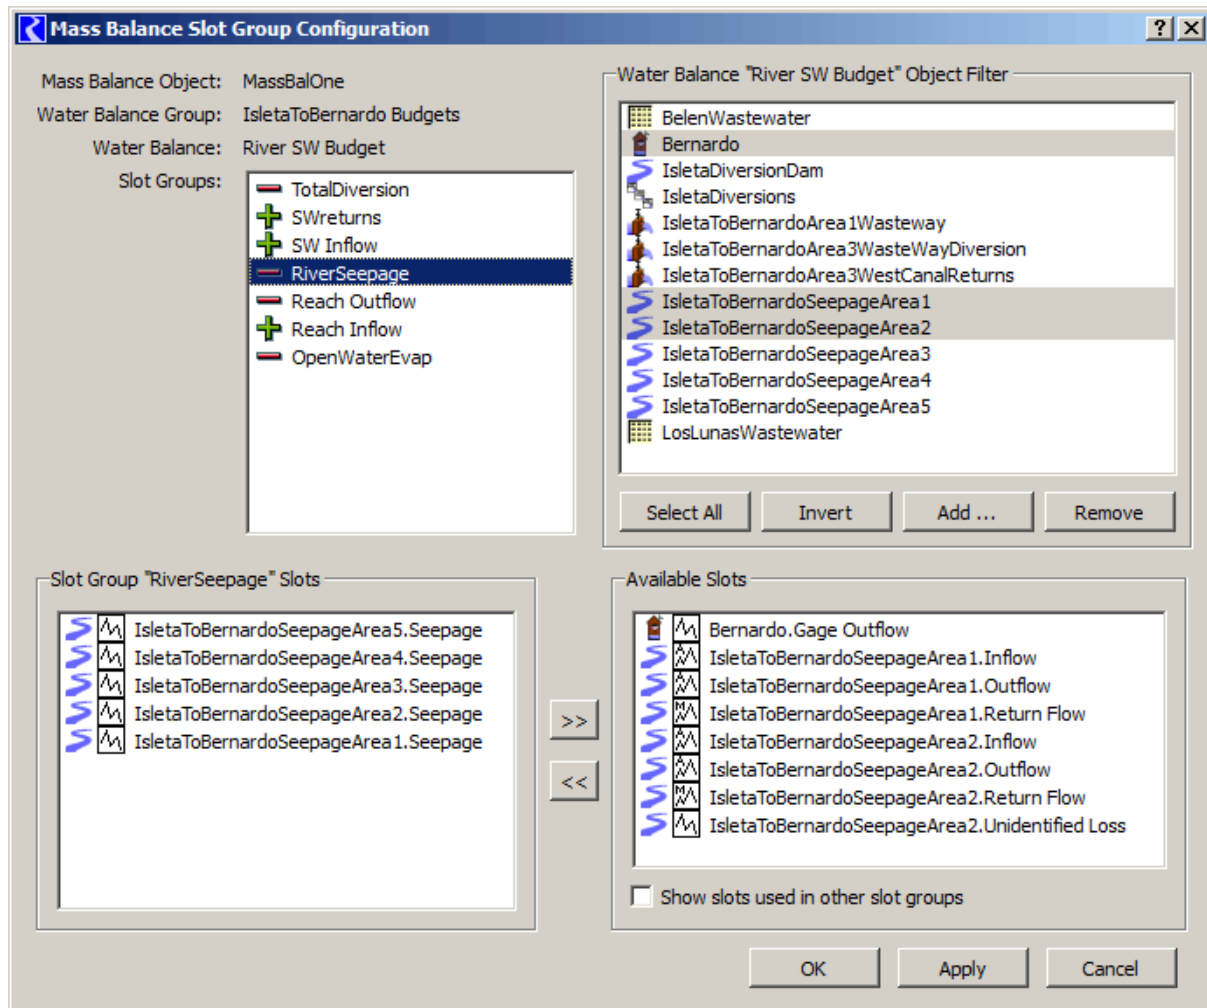 Mass Balance Slot Group Configuration
Mass Balance Object: MassBalOne
Water Balance Group: IsletaToBernardo Budgets
Water Balance: River SW Budget
Slot Groups:
TotalDiversion
SWreturns
SW Inflow
RiverSeepage
Reach Outflow
Reach Inflow
OpenWaterEvap
Water Balance "River SW Budget" Object Filter
BelenWastewater
Bernardo
IsletaDiversionDam
IsletaDiversions
IsletaToBernardoArea1Wasteway
IsletaToBernardoArea3WasteWayDiversion
IsletaToBernardoArea3WestCanalReturns
IsletaToBernardoSeepageArea1
IsletaToBernardoSeepageArea2
IsletaToBernardoSeepageArea3
IsletaToBernardoSeepageArea4
IsletaToBernardoSeepageArea5
LosLunasWastewater
Select All Invert Add ... Remove
Slot Group "RiverSeepage" Slots
IsletaToBernardoSeepageArea5.Seepage
IsletaToBernardoSeepageArea4.Seepage
IsletaToBernardoSeepageArea3.Seepage
IsletaToBernardoSeepageArea2.Seepage
IsletaToBernardoSeepageArea1.Seepage
>>
<<
Available Slots
Bernardo.Gage Outflow
IsletaToBernardoSeepageArea1.Inflow
IsletaToBernardoSeepageArea1.Outflow
IsletaToBernardoSeepageArea1.Return Flow
IsletaToBernardoSeepageArea2.Inflow
IsletaToBernardoSeepageArea2.Outflow
IsletaToBernardoSeepageArea2.Return Flow
IsletaToBernardoSeepageArea2.Unidentified Loss
Show slots used in other slot groups
OK Apply Cancel